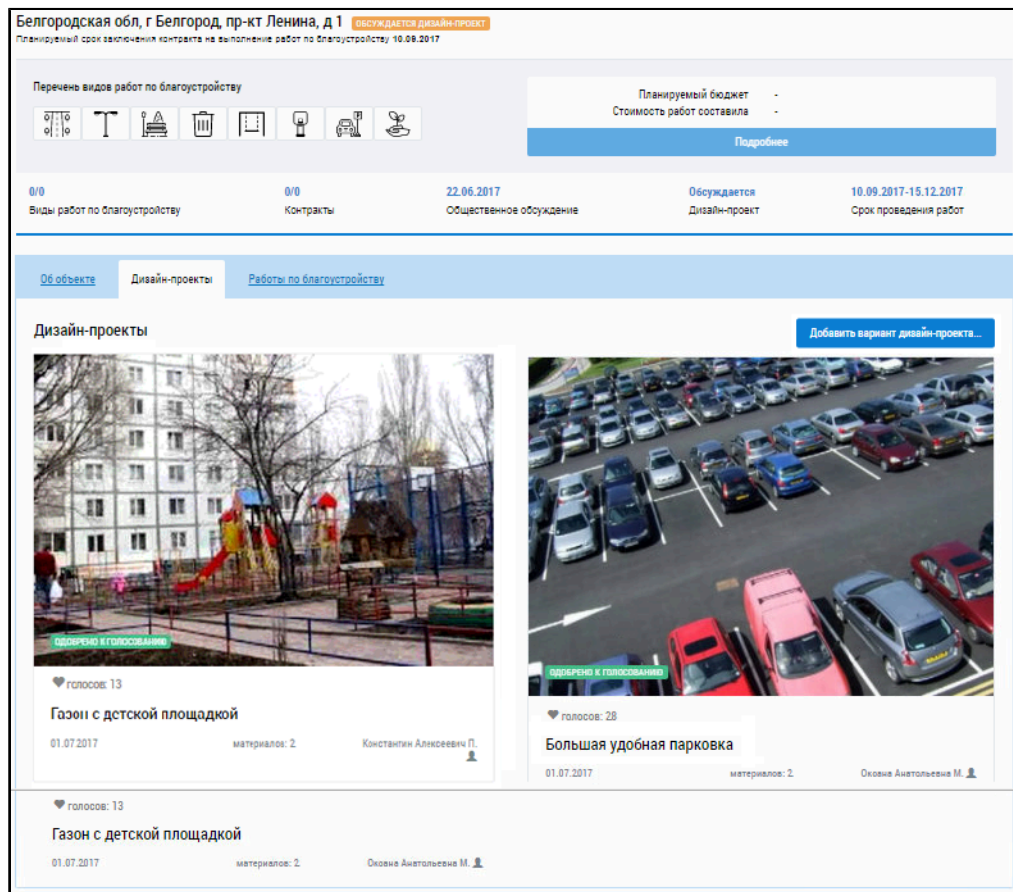 Белгородская обл, г Белгород, пр-кт Ленина, д 1 ОБСУЖДАЕТСЯ ДИЗАЙН-ПРОЕКТ
Планируемый срок заключения контракта на выполнение работ по благоустройству 10.09.2017
Перечень видов работ по благоустройству
Планируемый бюджет -
Стоимость работ составила -
Подробнее
0/0 0/0 22.06.2017 Обсуждается 10.09.2017-15.12.2017
Виды работ по благоустройству Контракты Общественное обсуждение Дизайн-проект Срок проведения работ
Об объекте Дизайн-проекты Работы по благоустройству
Дизайн-проекты
Добавить вариант дизайн-проекта...
ОДОБРЕНО К ГОЛОСОВАНИЮ
голосов: 13
Газон с детской площадкой
01.07.2017 материалов: 2 Константин Алексеевич П.
ОДОБРЕНО К ГОЛОСОВАНИЮ
голосов: 28
Большая удобная парковка
01.07.2017 материалов: 2 Оковна Анатольевна М.
голосов: 13
Газон с детской площадкой
01.07.2017 материалов: 2 Оковна Анатольевна М.